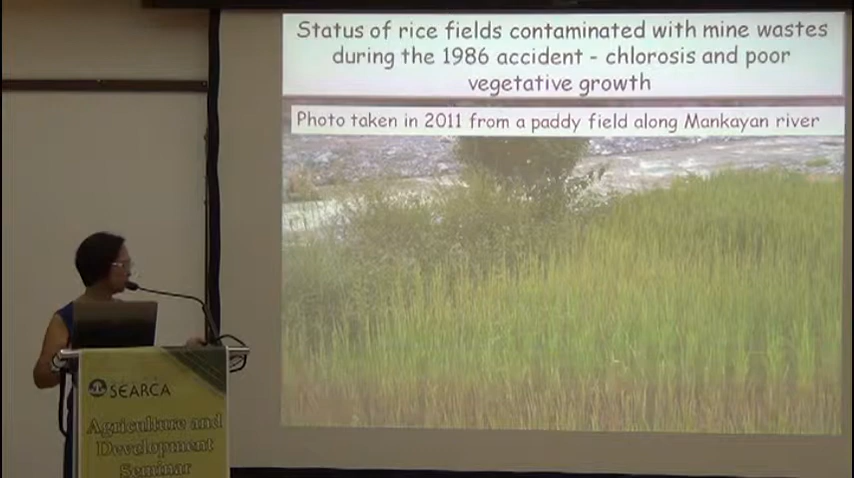 Status of rice fields contaminated with mine wastes
during the 1986 accident - chlorosis and poor
vegetative growth
Photo taken in 2011 from a paddy field along Mankayan river
SEARCA
Agriculture and
Development
Seminar